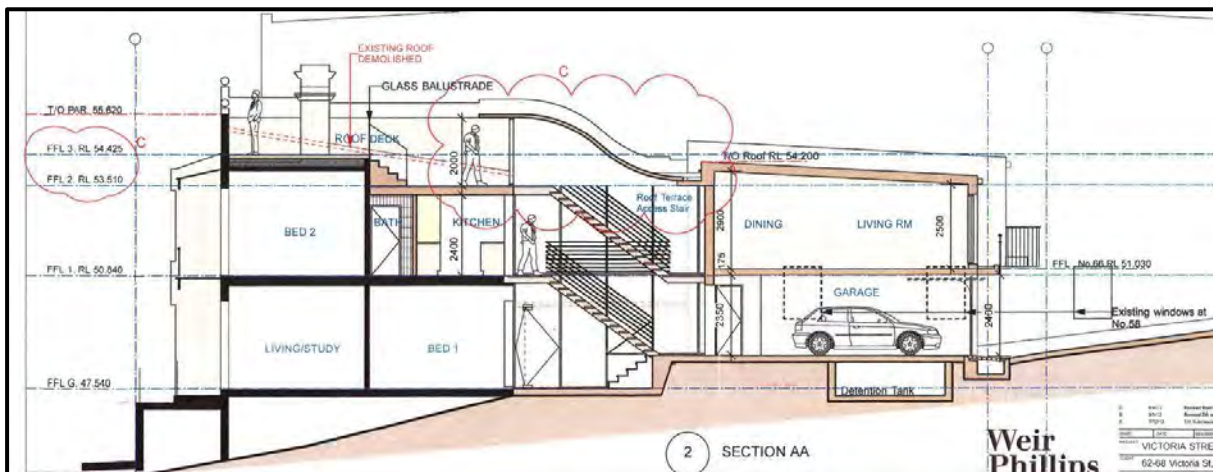 EXISTING ROOF
DEMOLISHED
C
GLASS BALUSTRADE
T/O PAR. 55.620
C
ROOF DECK
FFL 3. RL 54.425
2000
T/O Roof RL 54.200
FFL 2. RL 53.510
Roof Terrace
Access Stair
BED 2
BATH
KITCHEN
2400
2900
DINING
LIVING RM
2500
FFL 1. RL 50.840
175
FFL No.66 RL 51.030
GARAGE
2350
2400
Existing windows at
No.58
LIVING/STUDY
BED 1
FFL G. 47.540
Detention Tank
2
SECTION AA
Weir
Phillips
VICTORIA STRE
62-68 Victoria St,